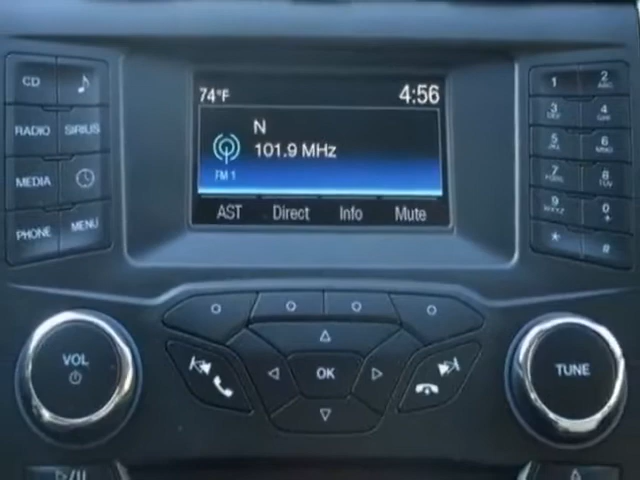 CD
RADIO SIRIUS
MEDIA
PHONE MENU
74°F 4:56
N
101.9 MHz
FM 1
AST Direct Info Mute
1 2 ABC
3 DEF 4 GHI
5 JKL 6 MNO
7 PQRS 8 TUV
9 WXYZ 0 +
* #
VOL
OK
TUNE